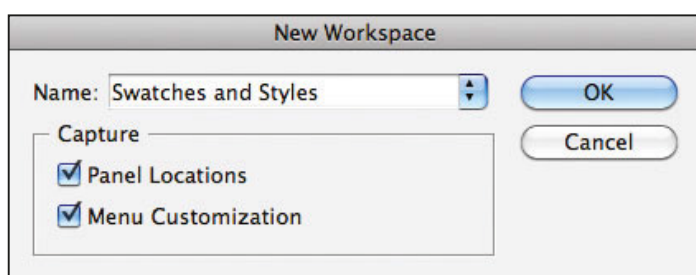 New Workspace
Name: Swatches and Styles
OK
Capture
Cancel
Panel Locations
Menu Customization